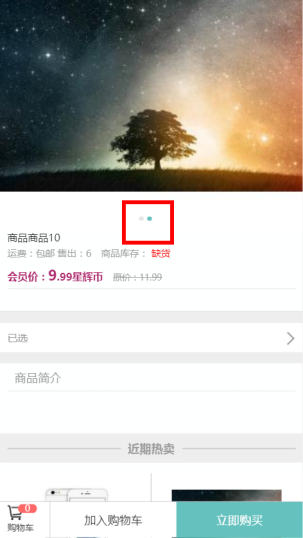 商品商品10
运费：包邮 售出：6 商品库存： 缺货
会员价：9.99星辉币 原价：11.99
已选
商品简介
近期热卖
0
购物车 加入购物车 立即购买